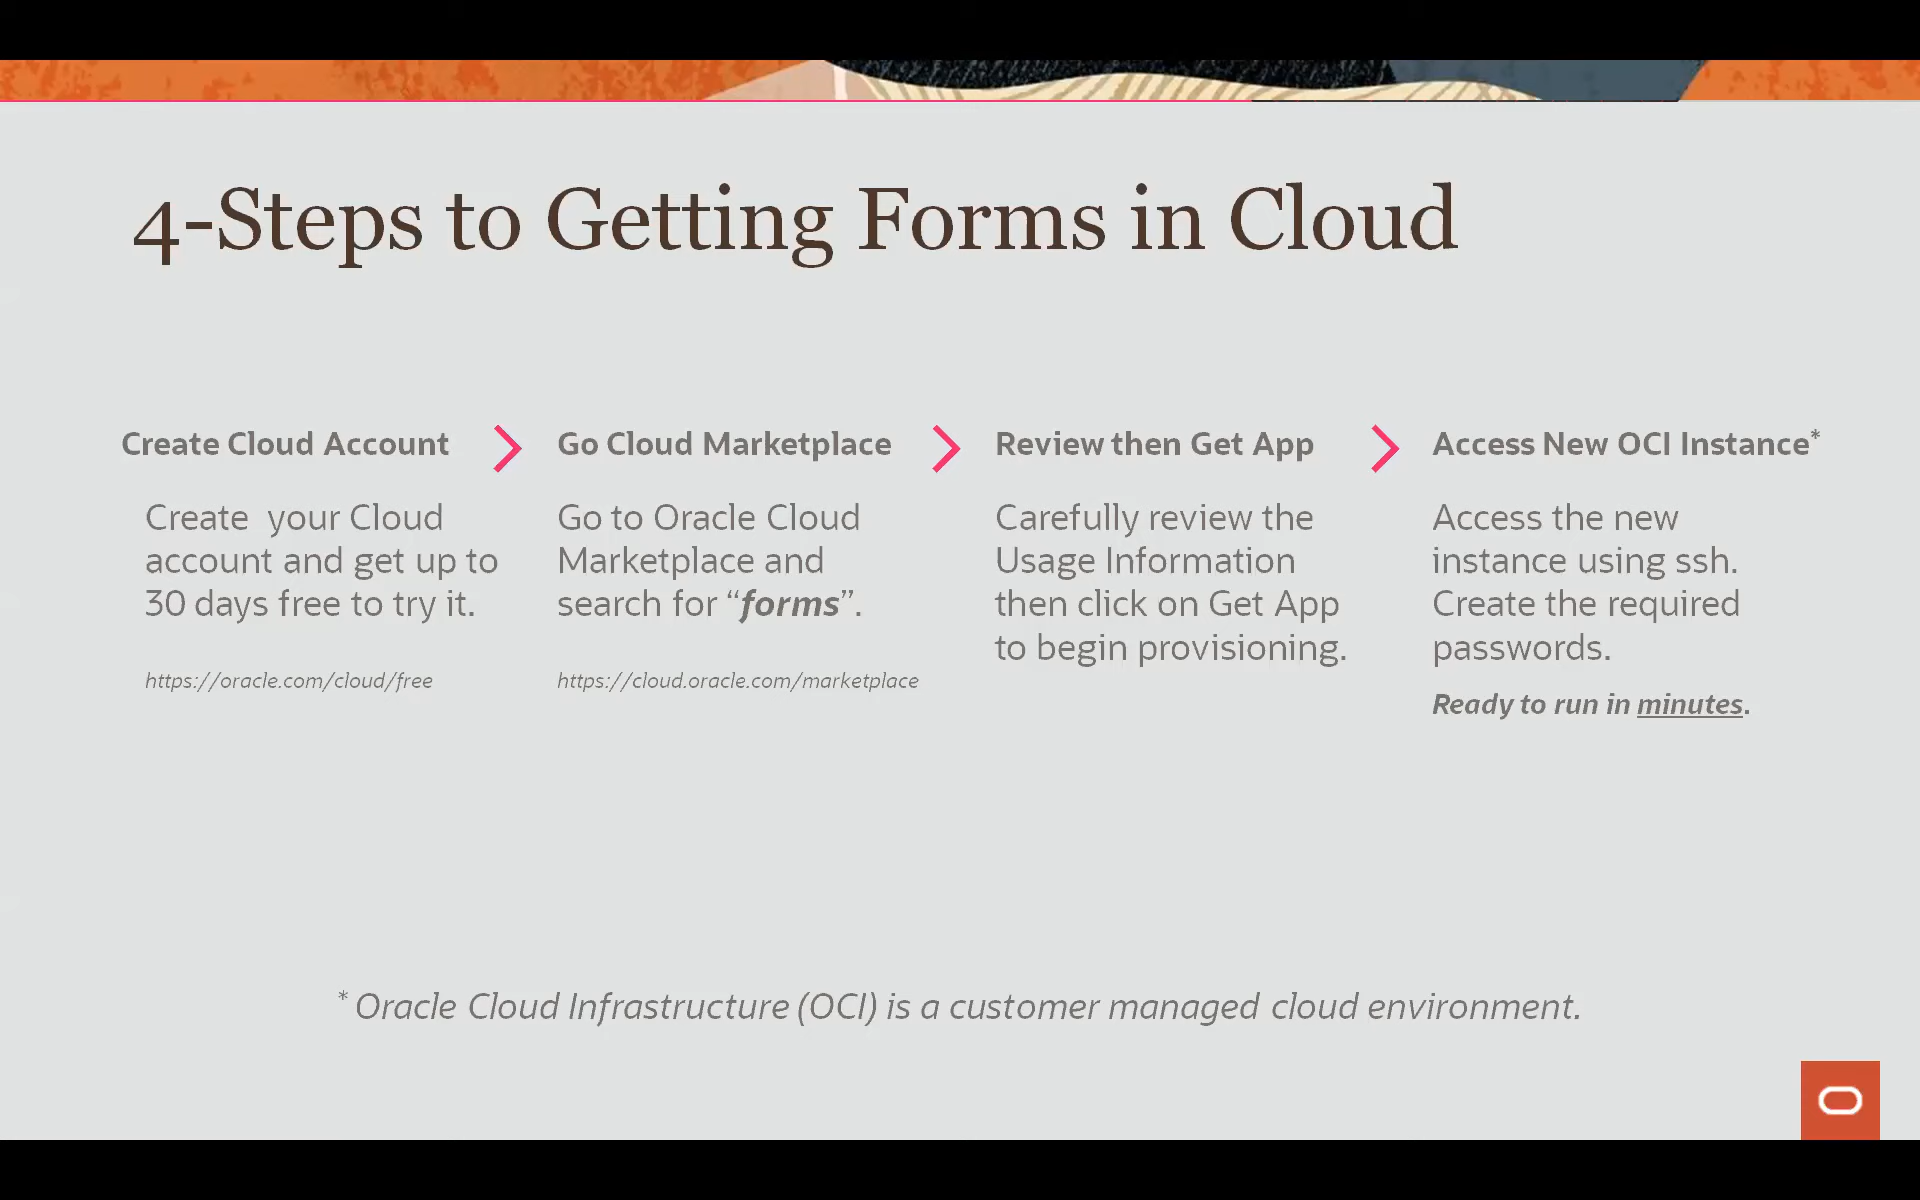 4-Steps to Getting Forms in Cloud
Create Cloud Account
Create your Cloud
account and get up to
30 days free to try it.
https://oracle.com/cloud/free
Go Cloud Marketplace
Go to Oracle Cloud
Marketplace and
search for “forms”.
https://cloud.oracle.com/marketplace
Review then Get App
Carefully review the
Usage Information
then click on Get App
to begin provisioning.
Access New OCI Instance*
Access the new
instance using ssh.
Create the required
passwords.
Ready to run in minutes.
* Oracle Cloud Infrastructure (OCI) is a customer managed cloud environment.